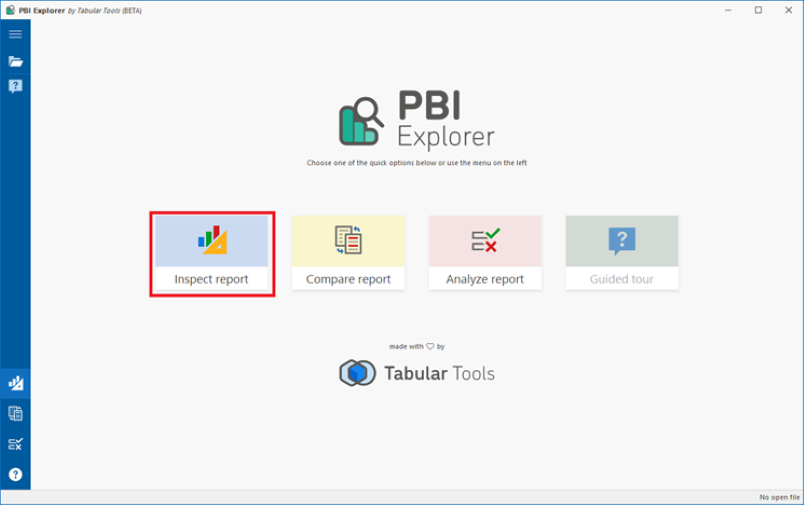 PBI Explorer by Tabular Tools (BETA)
PBI
Explorer
Choose one of the quick options below or use the menu on the left
Inspect report
Compare report
Analyze report
Guided tour
made with ♡ by
Tabular Tools
No open file